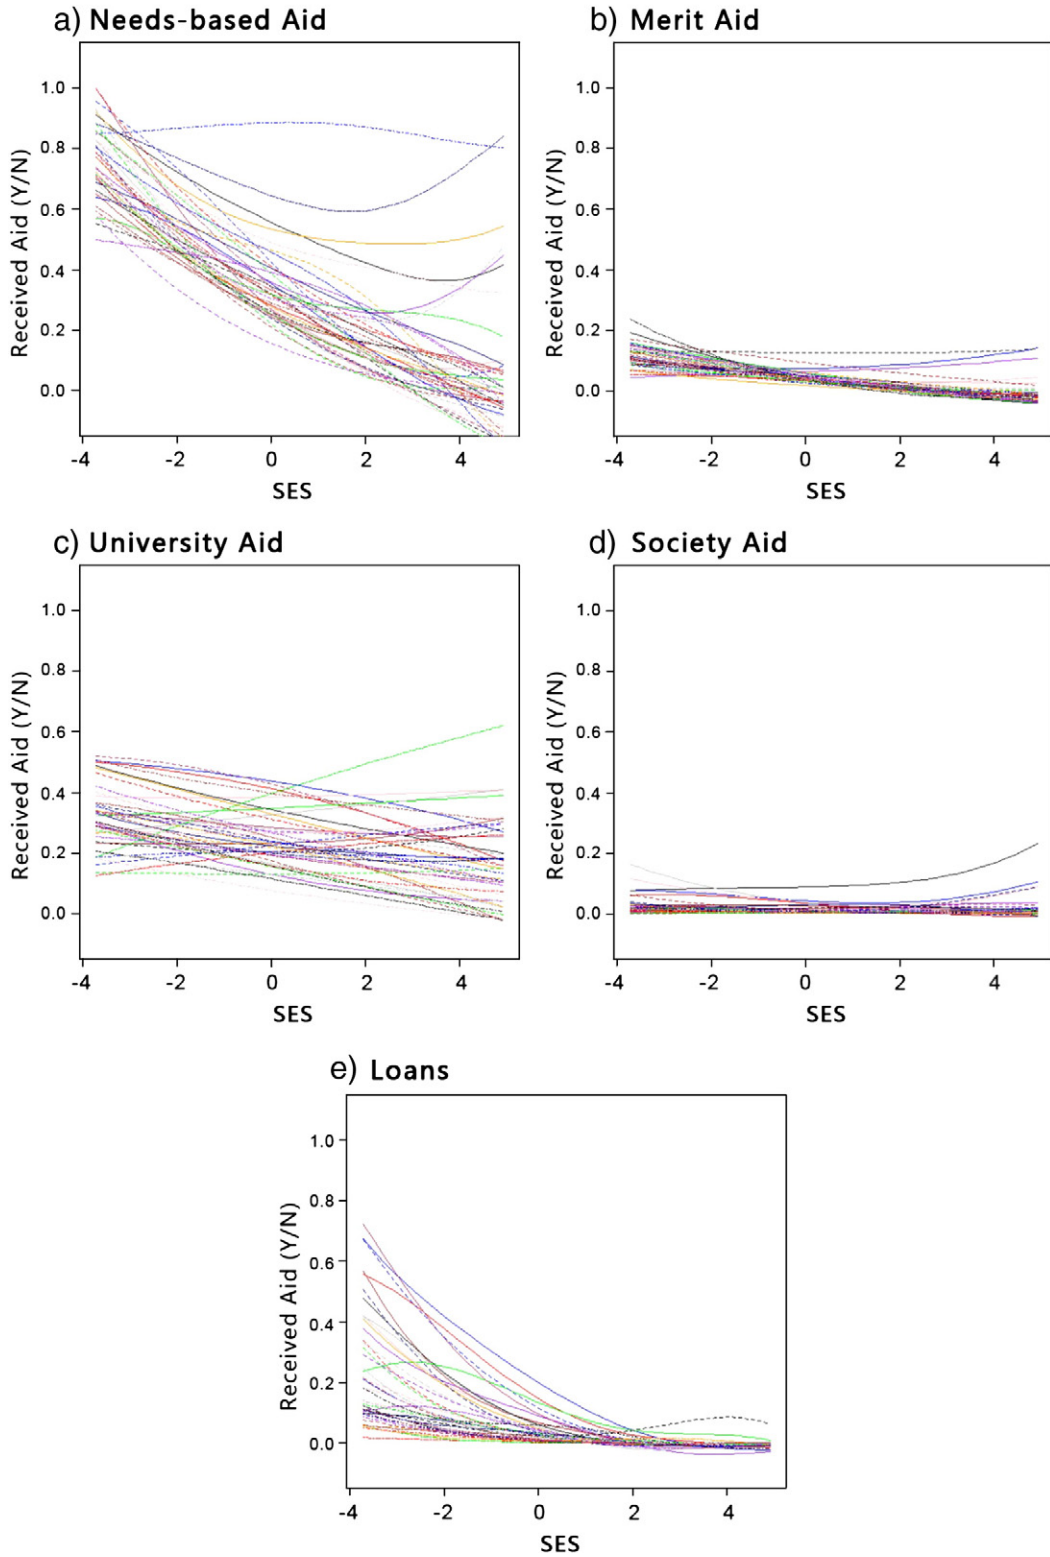 a) Needs-based Aid
b) Merit Aid
1.0
0.8
0.6
0.4
0.2
0.0
Received Aid (Y/N)
-4 -2 0 2 4
SES
1.0
0.8
0.6
0.4
0.2
0.0
Received Aid (Y/N)
-4 -2 0 2 4
SES
c) University Aid
d) Society Aid
1.0
0.8
0.6
0.4
0.2
0.0
Received Aid (Y/N)
-4 -2 0 2 4
SES
1.0
0.8
0.6
0.4
0.2
0.0
Received Aid (Y/N)
-4 -2 0 2 4
SES
e) Loans
1.0
0.8
0.6
0.4
0.2
0.0
Received Aid (Y/N)
-4 -2 0 2 4
SES